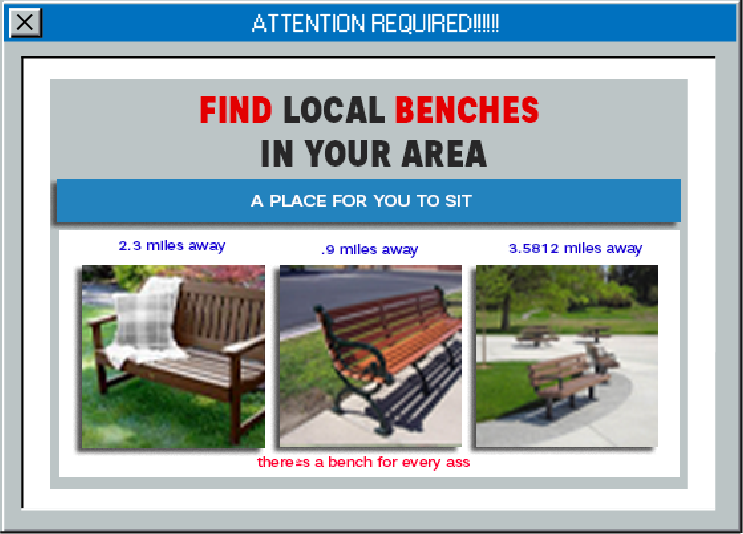 ATTENTION REQUIRED!!!!!!
FIND LOCAL BENCHES
IN YOUR AREA
A PLACE FOR YOU TO SIT
2.3 miles away
.9 miles away
3.5812 miles away
there's a bench for every ass